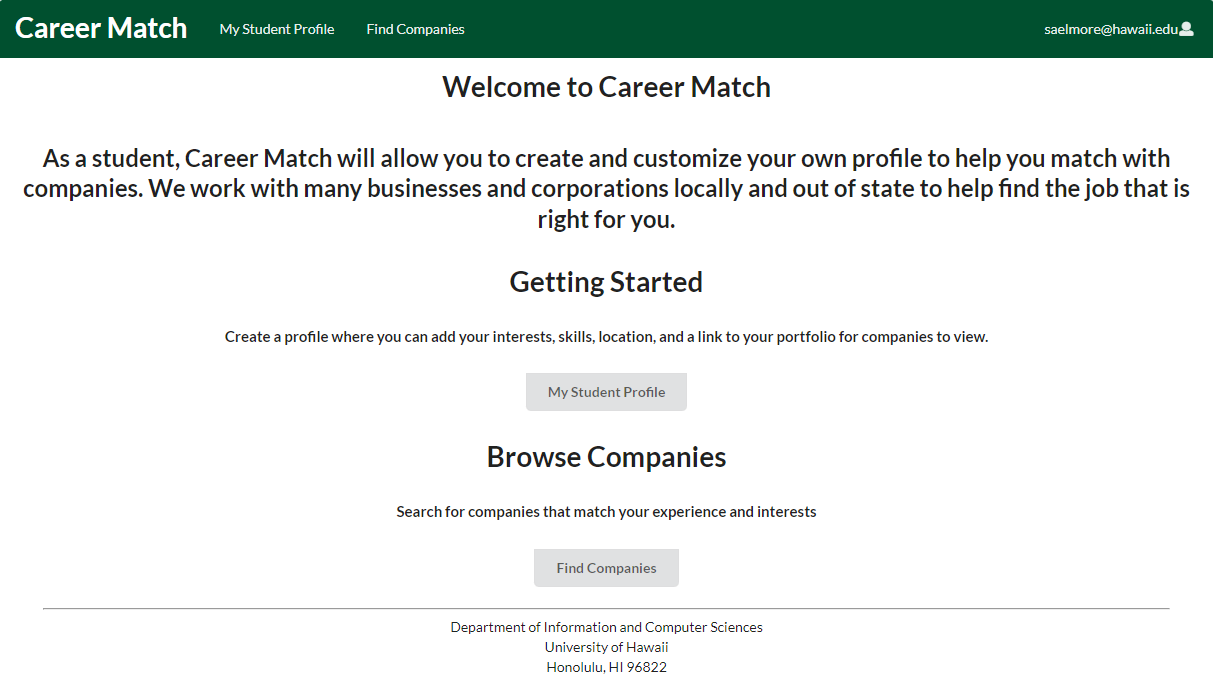 Career Match My Student Profile Find Companies saelmore@hawaii.edu
Welcome to Career Match
As a student, Career Match will allow you to create and customize your own profile to help you match with
companies. We work with many businesses and corporations locally and out of state to help find the job that is
right for you.
Getting Started
Create a profile where you can add your interests, skills, location, and a link to your portfolio for companies to view.
My Student Profile
Browse Companies
Search for companies that match your experience and interests
Find Companies
Department of Information and Computer Sciences
University of Hawaii
Honolulu, HI 96822